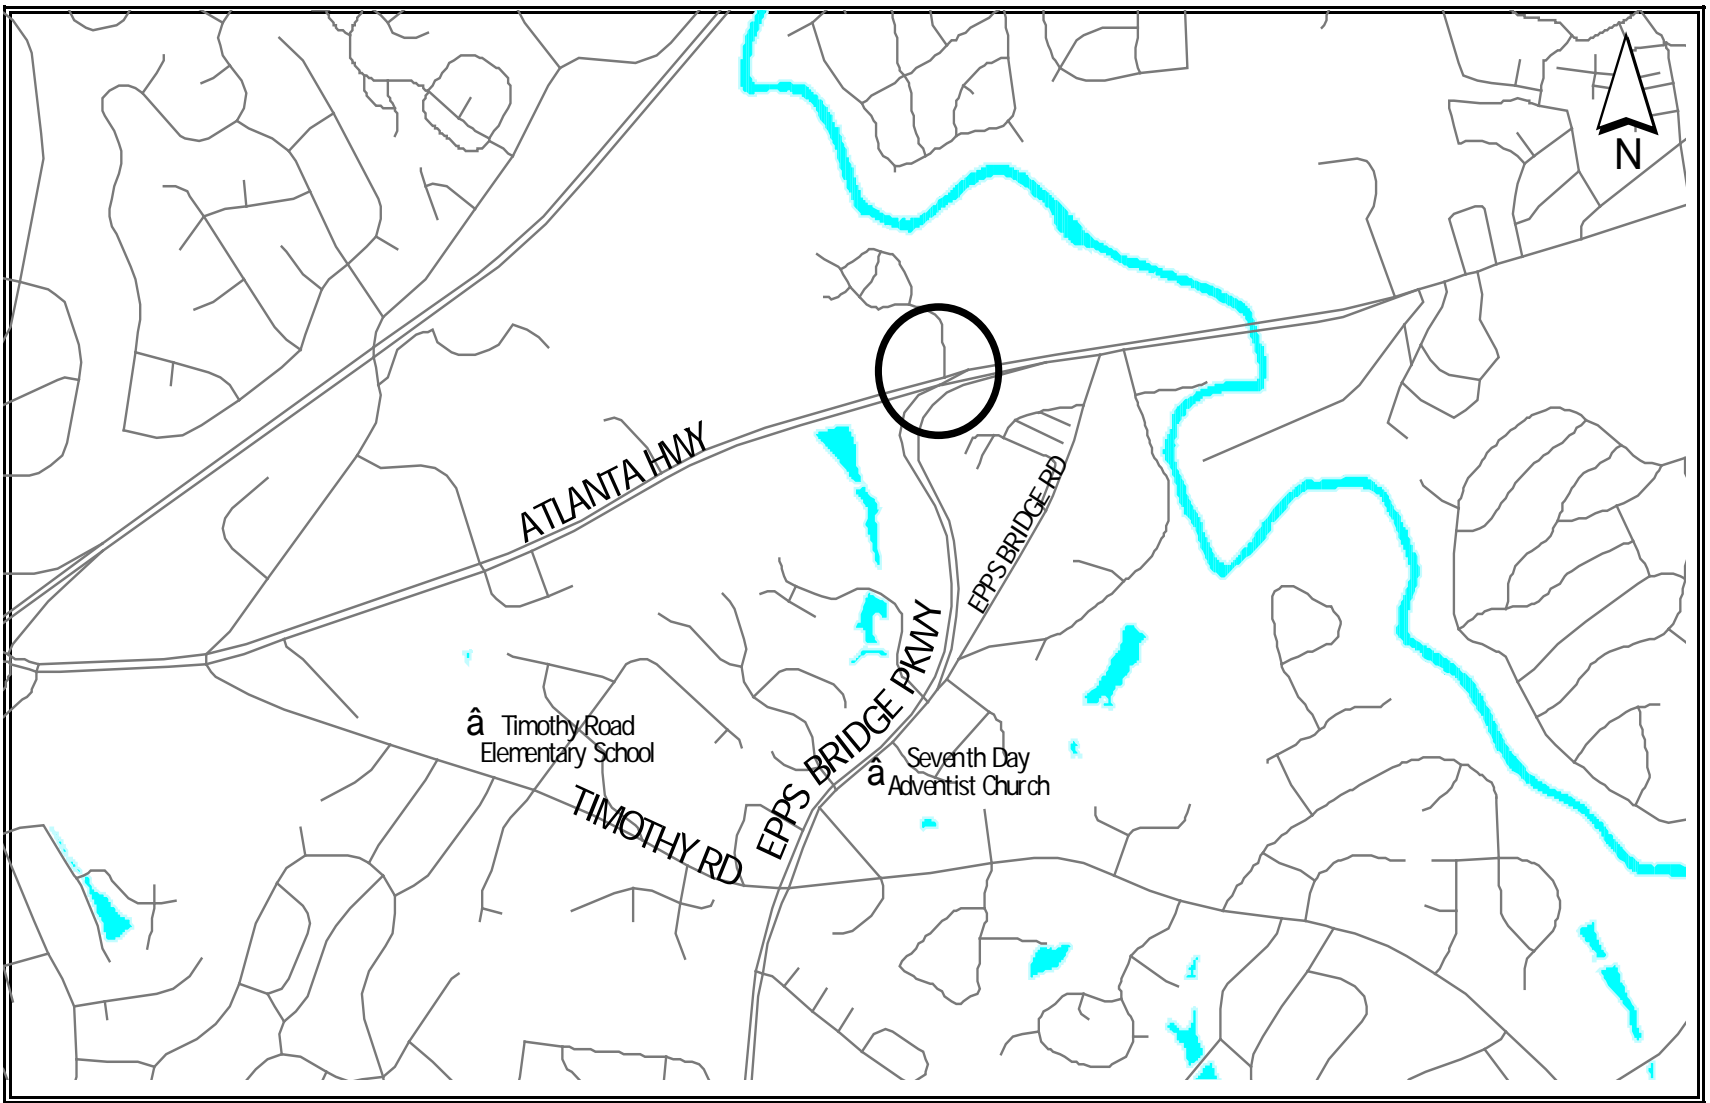 N
ATLANTA HWY
EPPS BRIDGE RD
EPPS BRIDGE PKWY
â Timothy Road
Elementary School
Seventh Day
â Adventist Church
TIMOTHY RD